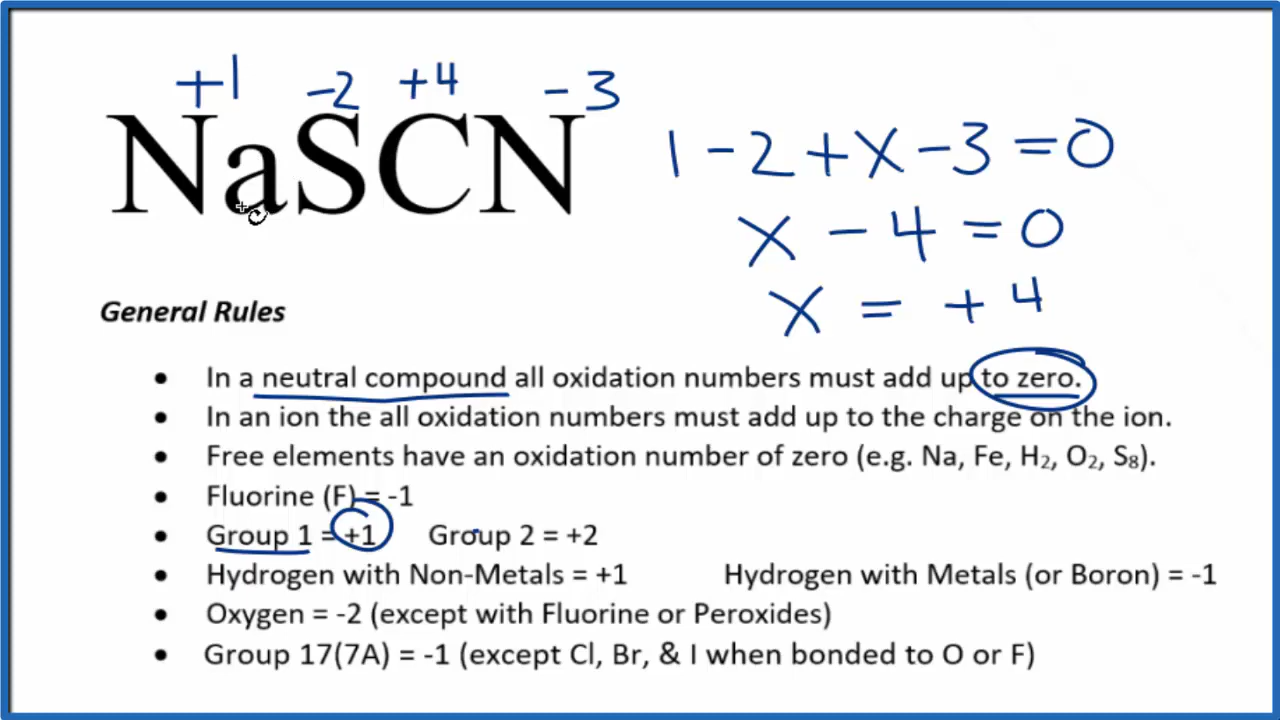 +1 -2 +4 -3
NaSCN
1 - 2 + x - 3 = 0
x - 4 = 0
x = + 4
General Rules
• In a neutral compound all oxidation numbers must add up to zero.
• In an ion the all oxidation numbers must add up to the charge on the ion.
• Free elements have an oxidation number of zero (e.g. Na, Fe, H₂, O₂, S₈).
• Fluorine (F) = -1
• Group 1 = +1 Group 2 = +2
• Hydrogen with Non-Metals = +1 Hydrogen with Metals (or Boron) = -1
• Oxygen = -2 (except with Fluorine or Peroxides)
• Group 17(7A) = -1 (except Cl, Br, & I when bonded to O or F)